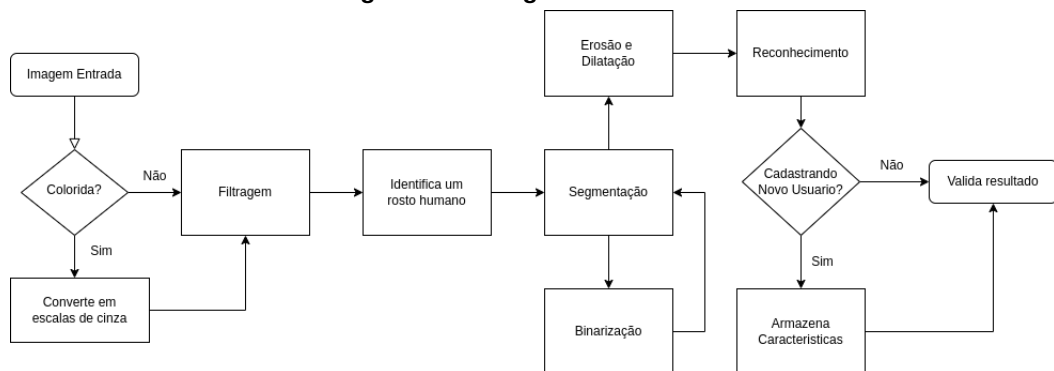 Imagem Entrada
Colorida?
Não
Sim
Converte em
escalas de cinza
Filtragem
Identifica um
rosto humano
Segmentação
Binarização
Erosão e
Dilatação
Reconhecimento
Cadastrando
Novo Usuario?
Não
Sim
Armazena
Caracteristicas
Valida resultado